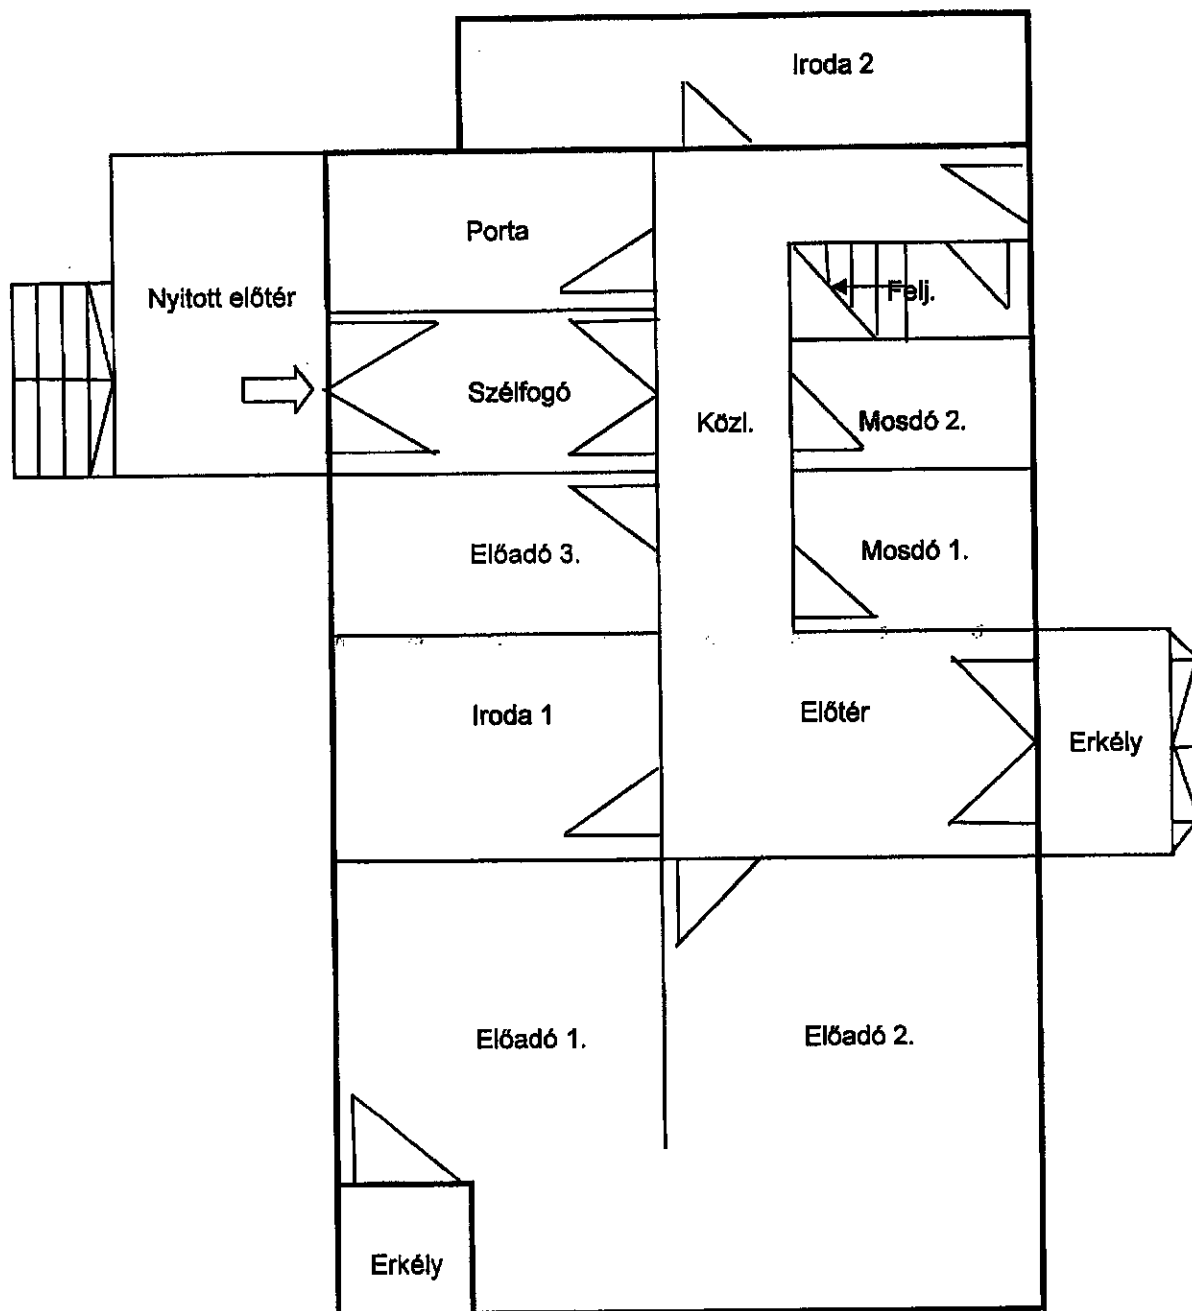 Iroda 2
Porta
Nyitott előtér
Felj.
Szélfogó
Közl.
Mosdó 2.
Előadó 3.
Mosdó 1.
Iroda 1
Előtér
Erkély
Előadó 1.
Előadó 2.
Erkély